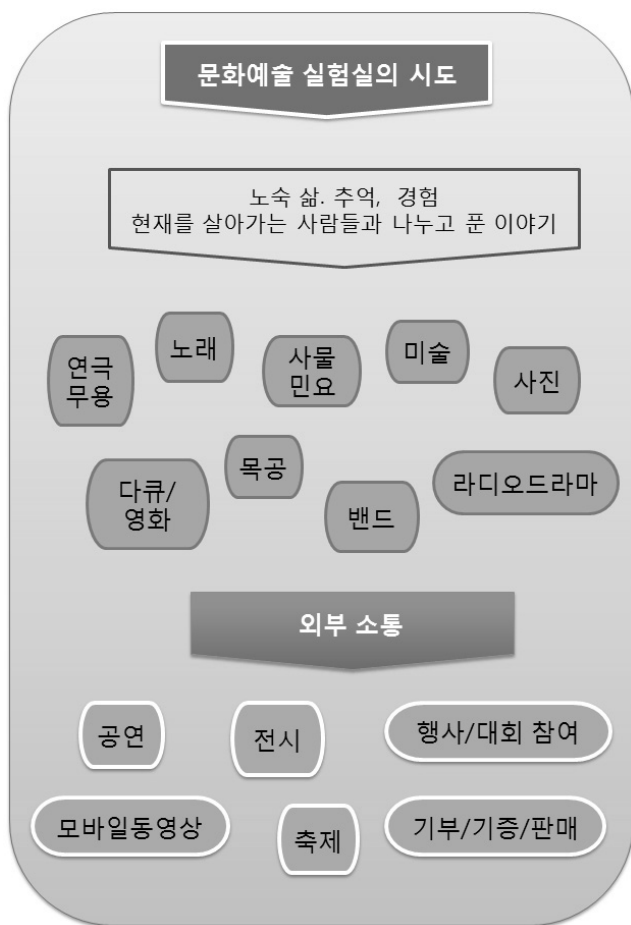 문화예술 실험실의 시도
노숙 삶. 추억, 경험
현재를 살아가는 사람들과 나누고 푼 이야기
연극
무용
노래
사물
민요
미술
사진
다큐/
영화
목공
밴드
라디오드라마
외부 소통
공연
전시
행사/대회 참여
모바일동영상
축제
기부/기증/판매